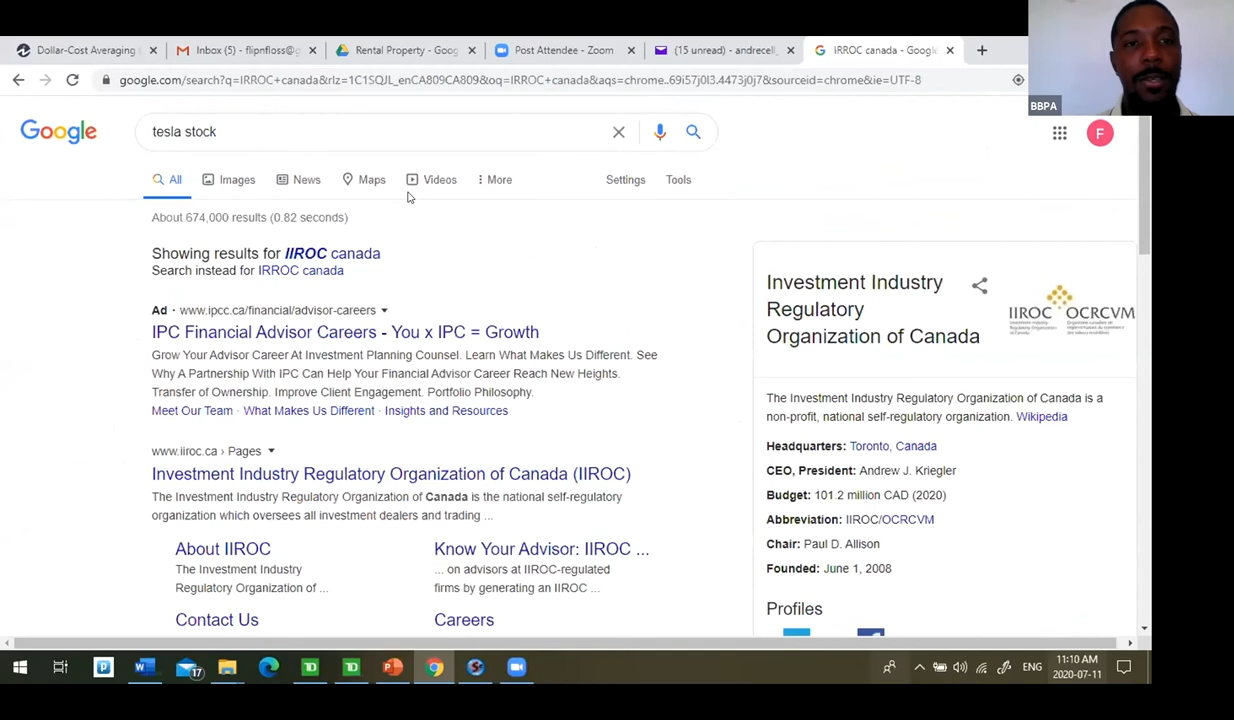 Dollar-Cost Averaging
Inbox (5) - flipnfloss@g
Rental Property - Goog
Post Attendee - Zoom
(15 unread) - andrecell
IRROC canada - Google
google.com/search?q=IRROC+canada&rlz=1C1SQJL_enCA809CA809&oq=IRROC+canada&aqs=chrome..69i57j0l3.4473j0j7&sourceid=chrome&ie=UTF-8
BBPA
Google
tesla stock
F
All
Images
News
Maps
Videos
More
Settings
Tools
About 674,000 results (0.82 seconds)
Showing results for IIROC canada
Search instead for IRROC canada
Ad · www.ipcc.ca/financial/advisor-careers
IPC Financial Advisor Careers - You x IPC = Growth
Grow Your Advisor Career At Investment Planning Counsel. Learn What Makes Us Different. See
Why A Partnership With IPC Can Help Your Financial Advisor Career Reach New Heights.
Transfer of Ownership. Improve Client Engagement. Portfolio Philosophy.
Meet Our Team · What Makes Us Different · Insights and Resources
www.iiroc.ca › Pages
Investment Industry Regulatory Organization of Canada (IIROC)
The Investment Industry Regulatory Organization of Canada is the national self-regulatory
organization which oversees all investment dealers and trading ...
About IIROC
The Investment Industry
Regulatory Organization of ...
Know Your Advisor: IIROC ...
... on advisors at IIROC-regulated
firms by generating an IIROC ...
Contact Us
Careers
Investment Industry
Regulatory
Organization of Canada
IIROC OCRCVM
The Investment Industry Regulatory Organization of Canada is a
non-profit, national self-regulatory organization. Wikipedia
Headquarters: Toronto, Canada
CEO, President: Andrew J. Kriegler
Budget: 101.2 million CAD (2020)
Abbreviation: IIROC/OCRCVM
Chair: Paul D. Allison
Founded: June 1, 2008
Profiles
17
ENG
11:10 AM
2020-07-11